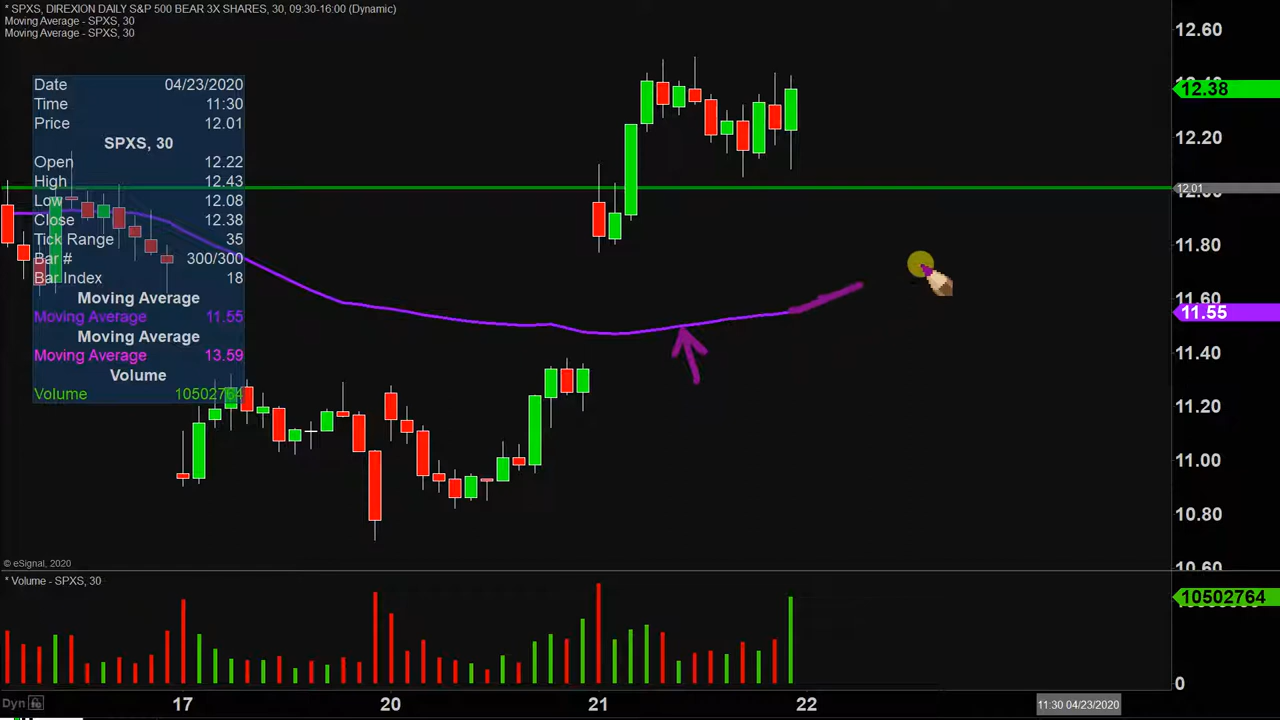 * SPXS, DIREXION DAILY S&P 500 BEAR 3X SHARES, 30, 09:30-16:00 (Dynamic)
Moving Average - SPXS, 30
Moving Average - SPXS, 30
Date 04/23/2020
Time 11:30
Price 12.01
SPXS, 30
Open 12.22
High 12.43
Low 12.08
Close 12.38
Tick Range 35
Bar # 300/300
Bar Index 18
Moving Average
Moving Average 11.55
Moving Average
Moving Average 13.59
Volume
Volume 10502764
12.60
12.38
12.20
12.01
11.80
11.60
11.55
11.40
11.20
11.00
10.80
10.60
© eSignal, 2020
* Volume - SPXS, 30
10502764
0
Dyn
17 20 21 22
11:30 04/23/2020